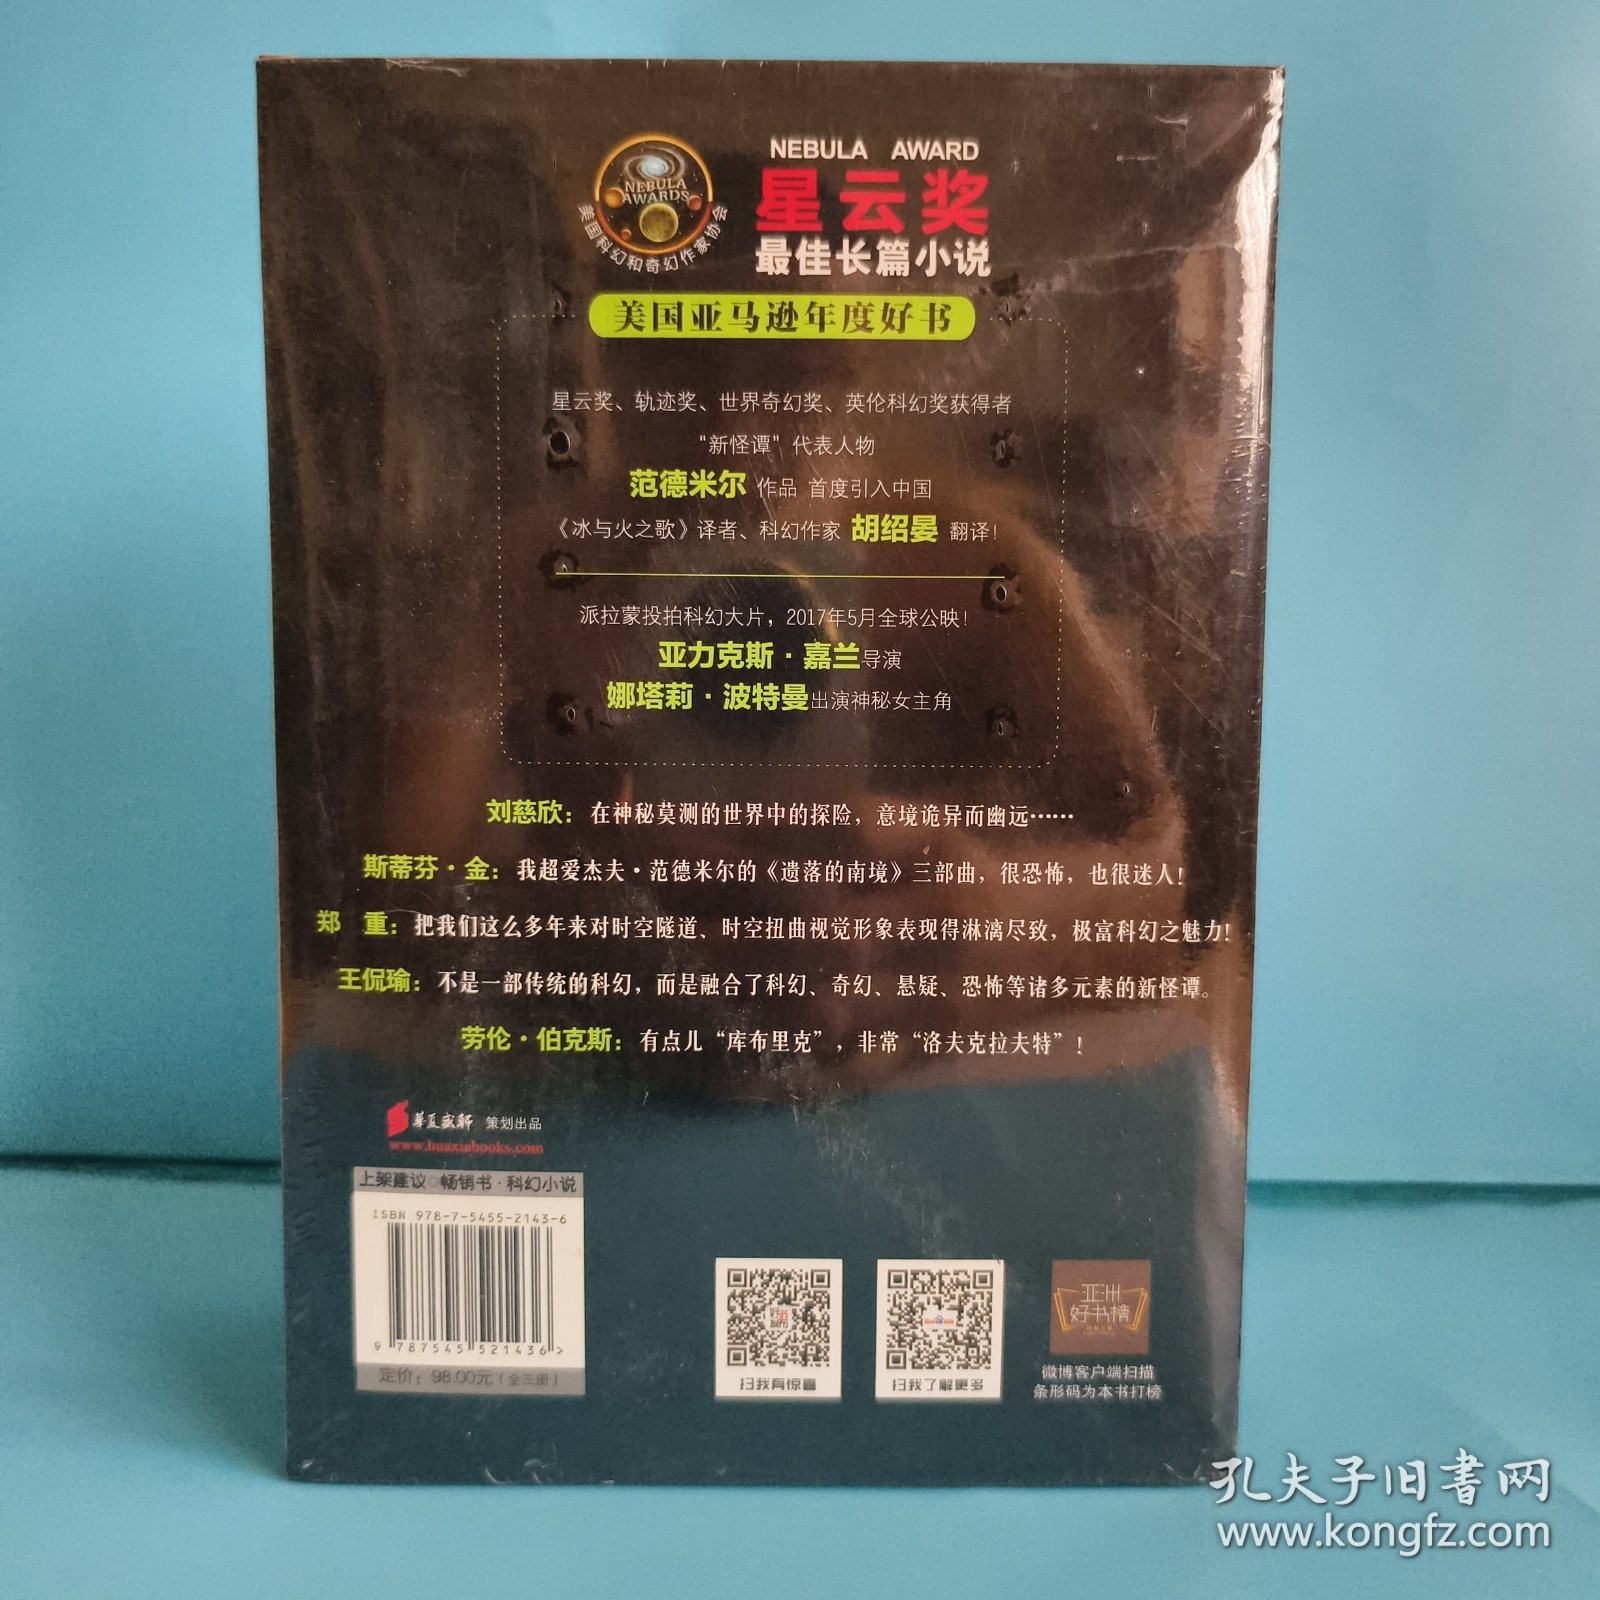 NEBULA AWARD
NEBULA
AWARDS
美国科幻和奇幻作家协会
星云奖
最佳长篇小说
美国亚马逊年度好书
星云奖、轨迹奖、世界奇幻奖、英伦科幻奖获得者
“新怪谭”代表人物
范德米尔 作品 首度引入中国
《冰与火之歌》译者、科幻作家 胡绍晏 翻译！
派拉蒙投拍科幻大片，2017年5月全球公映！
亚力克斯·嘉兰导演
娜塔莉·波特曼出演神秘女主角
刘慈欣：在神秘莫测的世界中的探险，意境诡异而幽远……
斯蒂芬·金：我超爱杰夫·范德米尔的《遗落的南境》三部曲，很恐怖，也很迷人！
郑 重：把我们这么多年来对时空隧道、时空扭曲视觉形象表现得淋漓尽致，极富科幻之魅力！
王侃瑜：不是一部传统的科幻，而是融合了科幻、奇幻、悬疑、恐怖等诸多元素的新怪谭。
劳伦·伯克斯：有点儿“库布里克”，非常“洛夫克拉夫特”！
华夏盛轩 策划出品
www.huaxiabooks.com
上架建议○畅销书·科幻小说
ISBN 978-7-5455-2143-6
9 787545 521436 >
定价：98.00元（全三册）
扫我有惊喜
扫我了解更多
亚洲
好书榜
微博客户端扫描
条形码为本书打榜
孔夫子旧书网
www.kongfz.com